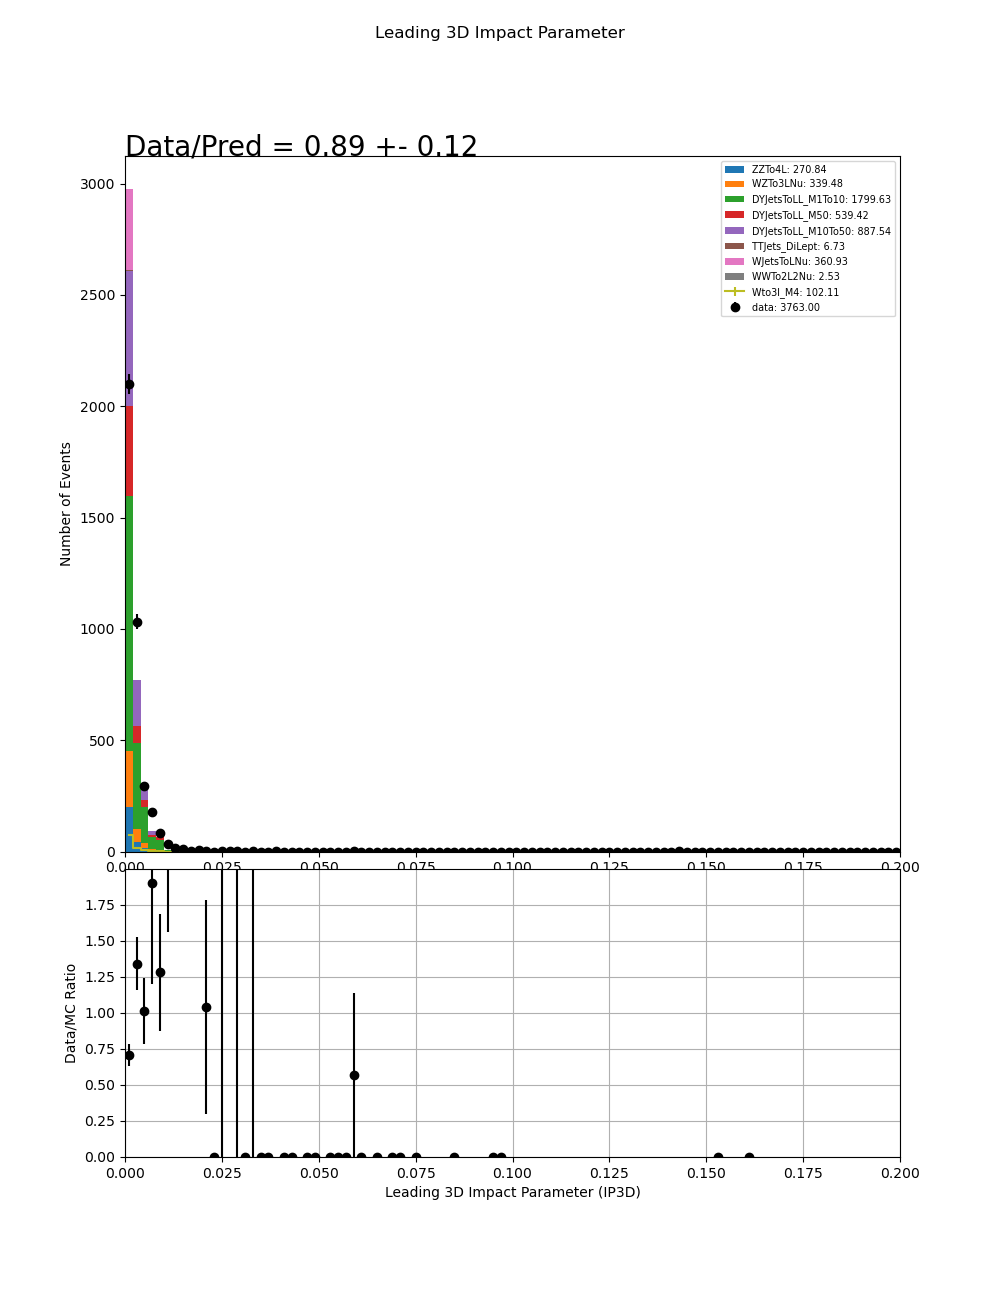 Leading 3D Impact Parameter
Data/Pred = 0.89 +- 0.12
ZZTo4L: 270.84
WZTo3LNu: 339.48
DYJetsToLL_M1To10: 1799.63
DYJetsToLL_M50: 539.42
DYJetsToLL_M10To50: 887.54
TTJets_DiLept: 6.73
WJetsToLNu: 360.93
WWTo2L2Nu: 2.53
Wto3l_M4: 102.11
data: 3763.00
3000
2500
2000
1500
1000
500
0
Number of Events
0.000 0.025 0.050 0.075 0.100 0.125 0.150 0.175 0.200
1.75
1.50
1.25
1.00
0.75
0.50
0.25
0.00
Data/MC Ratio
0.000 0.025 0.050 0.075 0.100 0.125 0.150 0.175 0.200
Leading 3D Impact Parameter (IP3D)